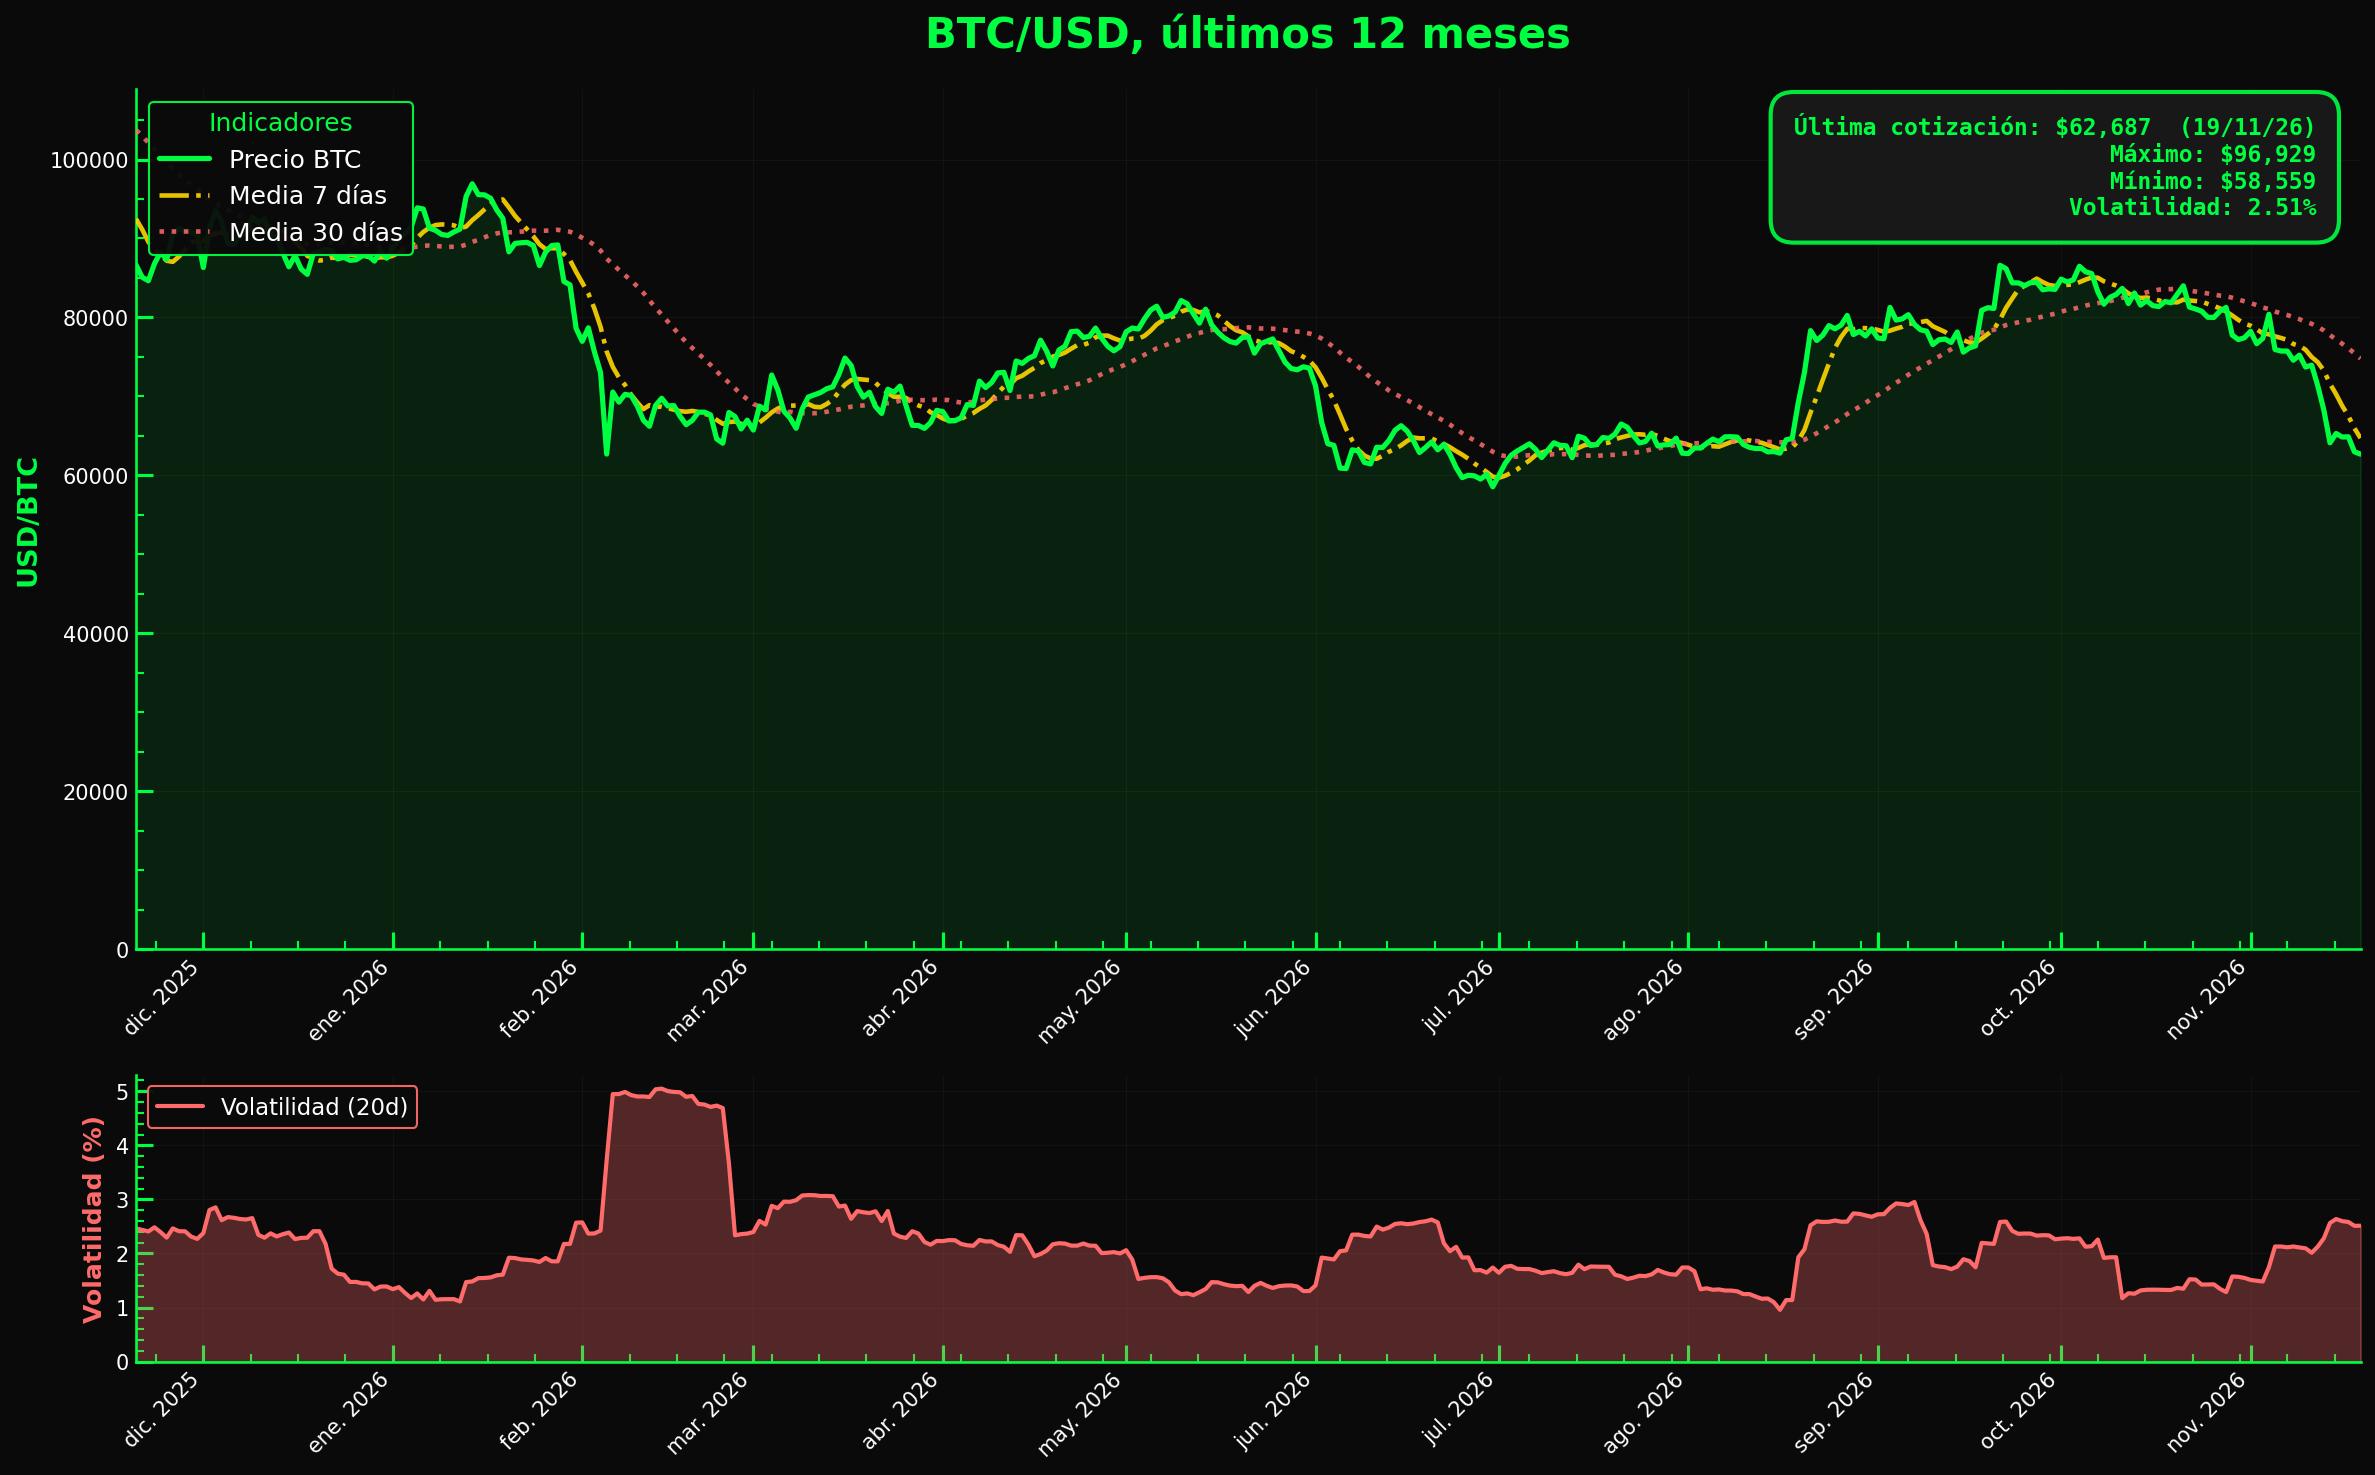 BTC/USD, últimos 12 meses
Indicadores
Precio BTC
Media 7 días
Media 30 días
Última cotización: $62,687  (19/11/26)
Máximo: $96,929
Mínimo: $58,559
Volatilidad: 2.51%
USD/BTC
100000
80000
60000
40000
20000
0
dic. 2025
ene. 2026
feb. 2026
mar. 2026
abr. 2026
may. 2026
jun. 2026
jul. 2026
ago. 2026
sep. 2026
oct. 2026
nov. 2026
Volatilidad (20d)
Volatilidad (%)
5
4
3
2
1
0
dic. 2025
ene. 2026
feb. 2026
mar. 2026
abr. 2026
may. 2026
jun. 2026
jul. 2026
ago. 2026
sep. 2026
oct. 2026
nov. 2026